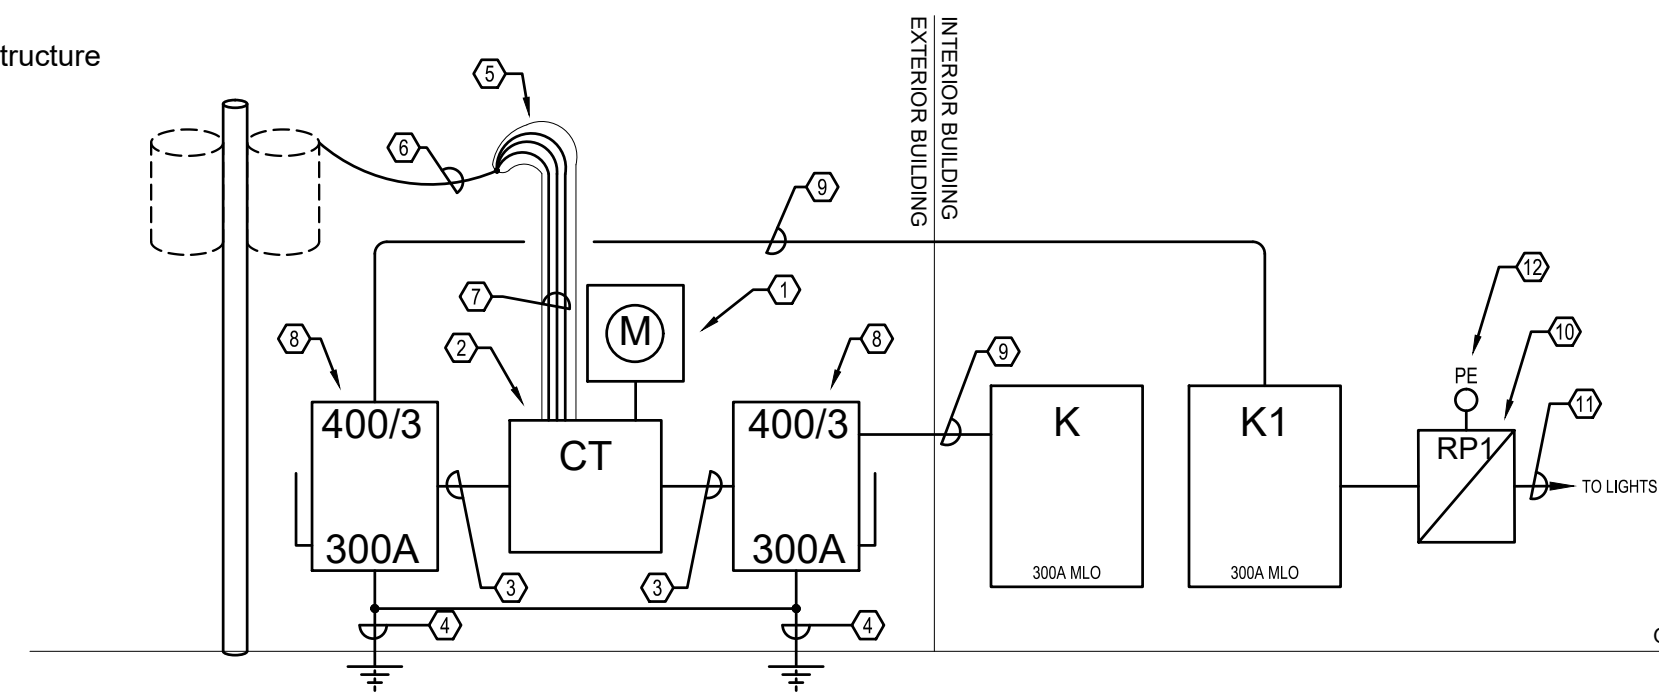 tructure
INTERIOR BUILDING
EXTERIOR BUILDING
5
6
9
12
7
1
M
8
2
8
9
10
PE
11
400/3
CT
400/3
K
K1
RP1
TO LIGHTS
300A
300A
300A MLO
300A MLO
3
3
4
4